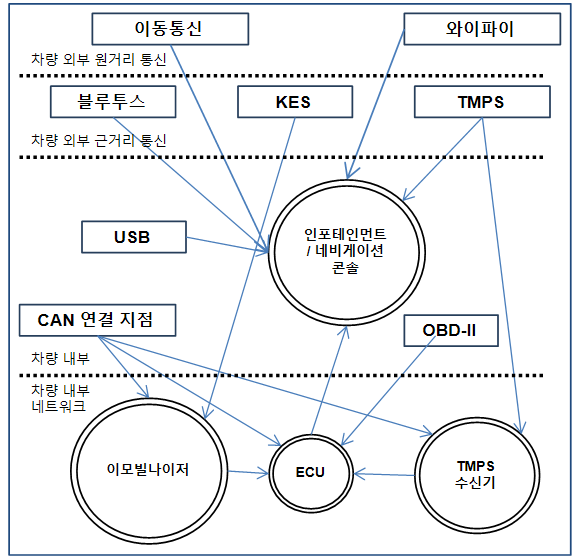 이동통신
와이파이
차량 외부 원거리 통신
블루투스
KES
TMPS
차량 외부 근거리 통신
USB
인포테인먼트
/ 네비게이션
콘솔
CAN 연결 지점
OBD-II
차량 내부
차량 내부
네트워크
이모빌나이저
ECU
TMPS
수신기